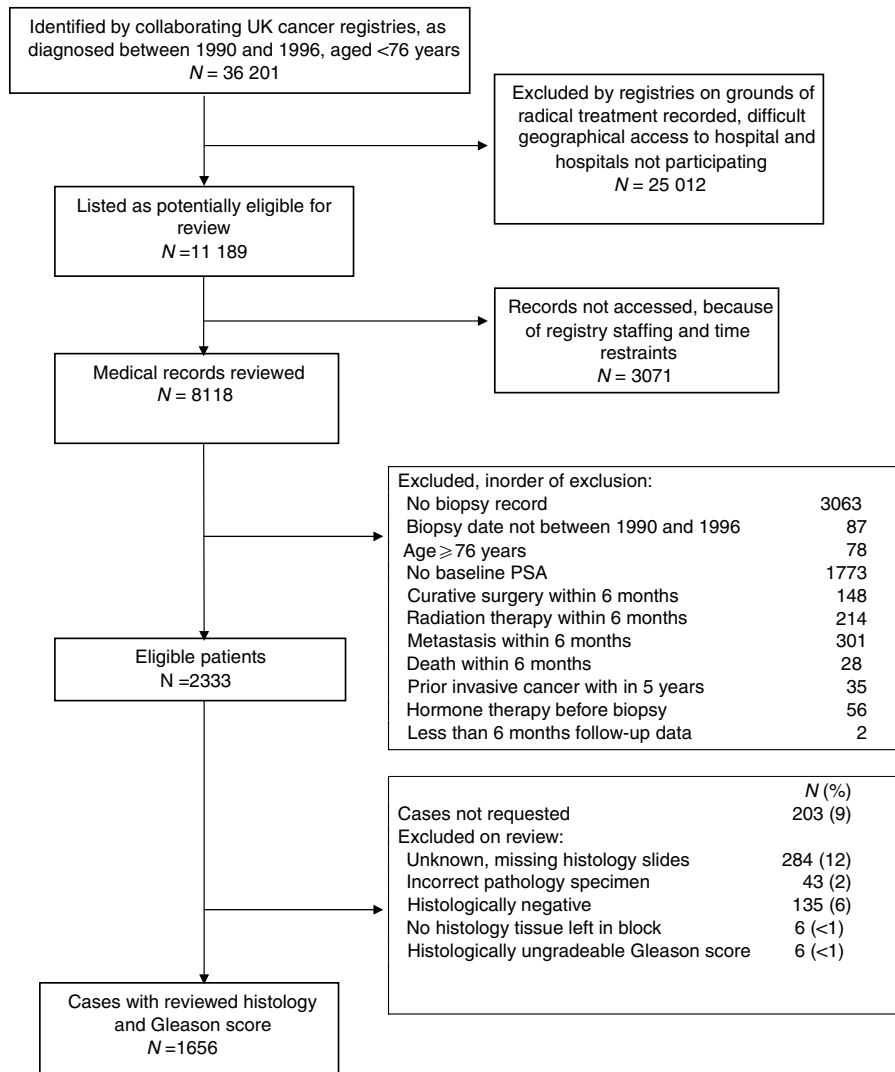 Identified by collaborating UK cancer registries, as
diagnosed between 1990 and 1996, aged <76 years
N = 36 201
Excluded by registries on grounds of
radical treatment recorded, difficult
geographical access to hospital and
hospitals not participating
N = 25 012
Listed as potentially eligible for
review
N =11 189
Records not accessed, because
of registry staffing and time
restraints
N = 3071
Medical records reviewed
N = 8118
Excluded, inorder of exclusion:
No biopsy record 3063
Biopsy date not between 1990 and 1996 87
Age ⩾ 76 years 78
No baseline PSA 1773
Curative surgery within 6 months 148
Radiation therapy within 6 months 214
Metastasis within 6 months 301
Death within 6 months 28
Prior invasive cancer with in 5 years 35
Hormone therapy before biopsy 56
Less than 6 months follow-up data 2
Eligible patients
N =2333
N (%)
Cases not requested 203 (9)
Excluded on review:
Unknown, missing histology slides 284 (12)
Incorrect pathology specimen 43 (2)
Histologically negative 135 (6)
No histology tissue left in block 6 (<1)
Histologically ungradeable Gleason score 6 (<1)
Cases with reviewed histology
and Gleason score
N =1656